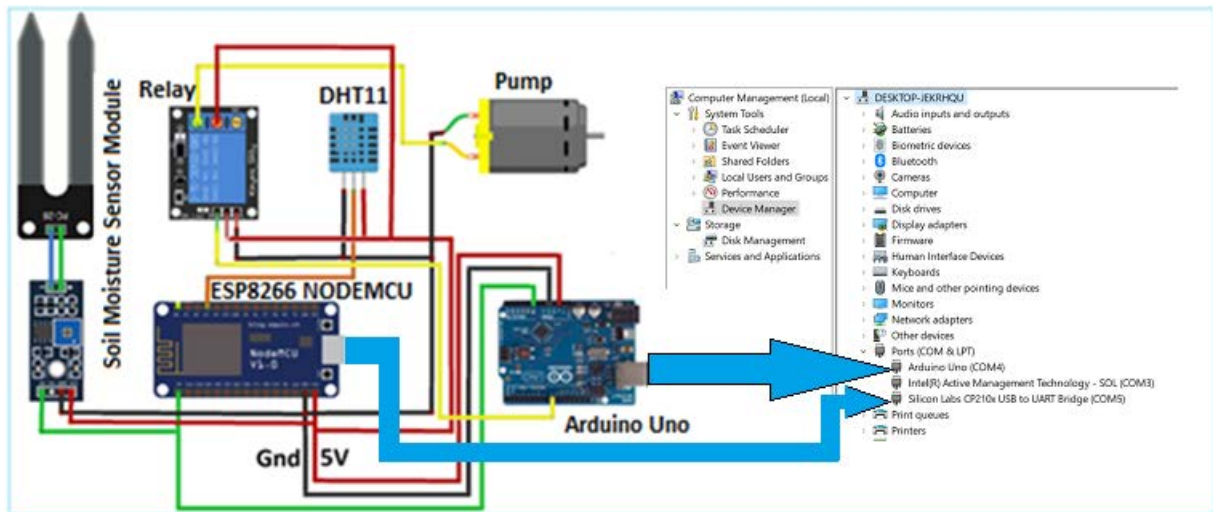 Soil Moisture Sensor Module
Relay
DHT11
Pump
ESP8266 NODEMCU
NodeMCU
V1.0
Arduino Uno
Gnd
5V
Computer Management (Local)
System Tools
Task Scheduler
Event Viewer
Shared Folders
Local Users and Groups
Performance
Device Manager
Storage
Disk Management
Services and Applications
DESKTOP-JEKRHQU
Audio inputs and outputs
Batteries
Biometric devices
Bluetooth
Cameras
Computer
Disk drives
Display adapters
Firmware
Human Interface Devices
Keyboards
Mice and other pointing devices
Monitors
Network adapters
Other devices
Ports (COM & LPT)
Arduino Uno (COM4)
Intel(R) Active Management Technology - SOL (COM3)
Silicon Labs CP210x USB to UART Bridge (COM5)
Print queues
Printers